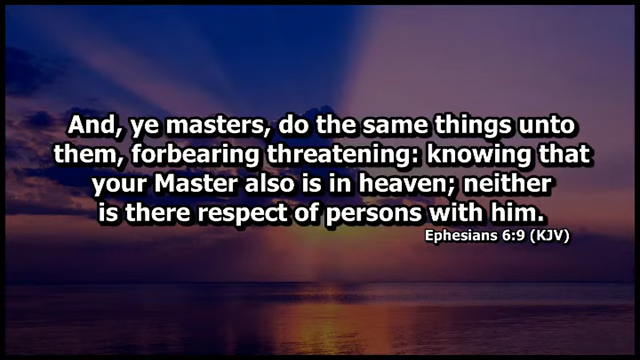 And, ye masters, do the same things unto
them, forbearing threatening: knowing that
your Master also is in heaven; neither
is there respect of persons with him.
Ephesians 6:9 (KJV)